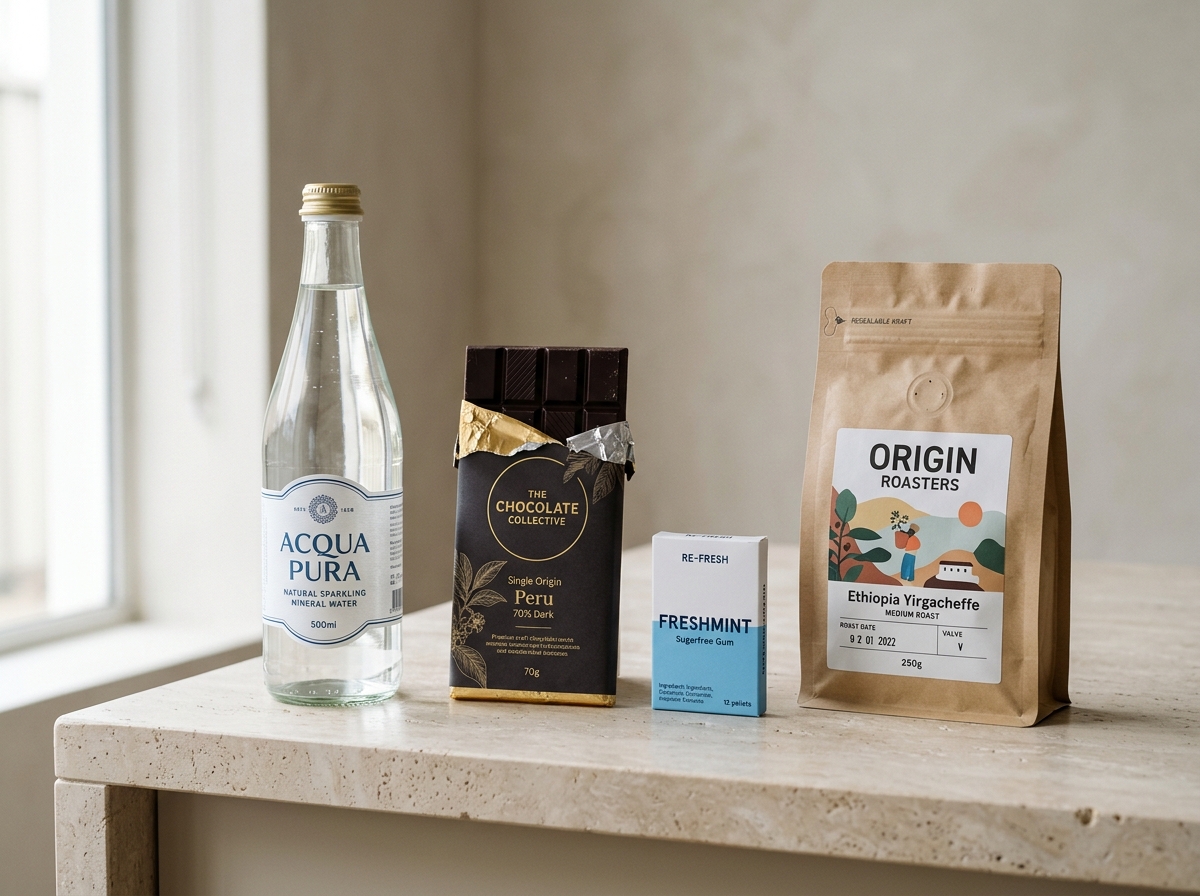 ACQUA
PURA
NATURAL SPARKLING
NINERAL WATER
500ml
THE
CHOCOLATE
COLLECTIVE
Single Origin
Peru
70% Dark
70g
RE-FRESH
FRESHMINT
Sugerfree Gum
12 pellets
RESEALABLE KRAFT
ORIGIN
ROASTERS
Ethiopia Yirgacheffe
MEDIUM ROAST
ROAST DATE
9 2 01 2022
VALVE
V
250g